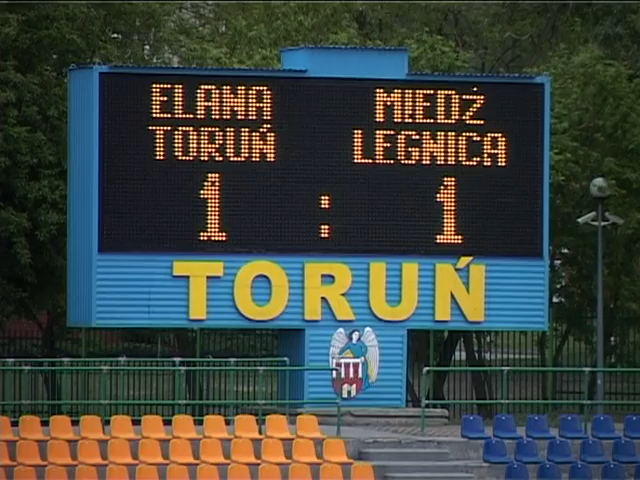 ELANA MIEDŹ
TORUŃ LEGNICA
1 : 1
TORUŃ